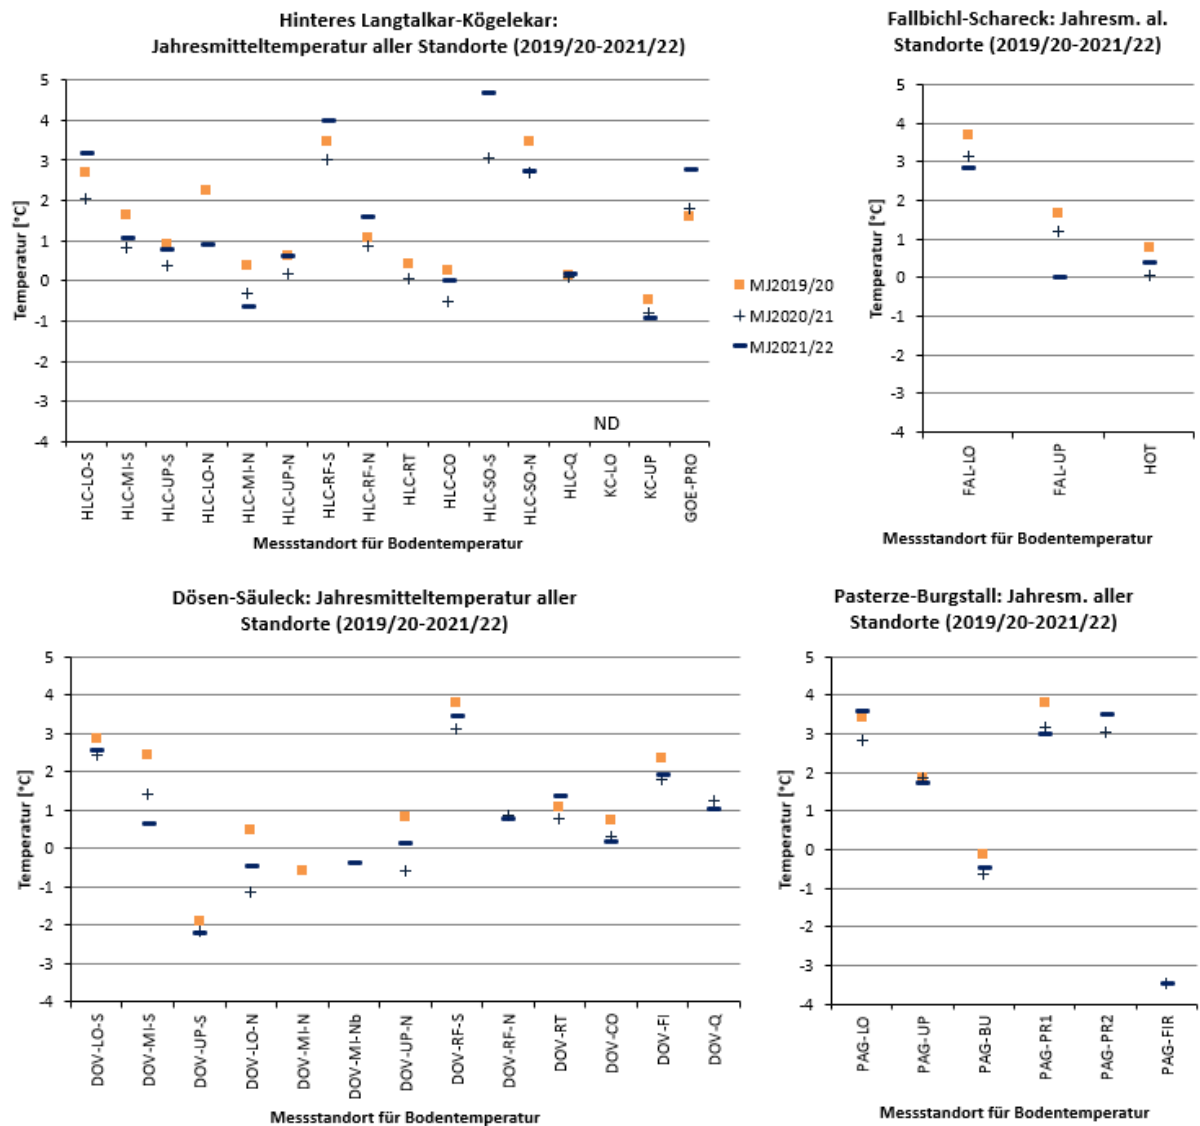 Hinteres Langtalkar-Kögelekar:
Jahresmitteltemperatur aller Standorte (2019/20-2021/22)
Temperatur [°C]
5
4
3
2
1
0
-1
-2
-3
-4
ND
HLC-LO-S
HLC-MI-S
HLC-UP-S
HLC-LO-N
HLC-MI-N
HLC-UP-N
HLC-RF-S
HLC-RF-N
HLC-RT
HLC-CO
HLC-SO-S
HLC-SO-N
HLC-Q
KC-LO
KC-UP
GOE-PRO
Messstandort für Bodentemperatur
MJ2019/20
MJ2020/21
MJ2021/22
Fallbichl-Schareck: Jahresm. al.
Standorte (2019/20-2021/22)
Temperatur [°C]
5
4
3
2
1
0
-1
-2
-3
-4
FAL-LO
FAL-UP
HOT
Messstandort für Bodentemperatur
Dösen-Säuleck: Jahresmitteltemperatur aller
Standorte (2019/20-2021/22)
Temperatur [°C]
5
4
3
2
1
0
-1
-2
-3
-4
DOV-LO-S
DOV-MI-S
DOV-UP-S
DOV-LO-N
DOV-MI-N
DOV-MI-Nb
DOV-UP-N
DOV-RF-S
DOV-RF-N
DOV-RT
DOV-CO
DOV-FI
DOV-Q
Messstandort für Bodentemperatur
Pasterze-Burgstall: Jahresm. aller
Standorte (2019/20-2021/22)
Temperatur [°C]
5
4
3
2
1
0
-1
-2
-3
-4
PAG-LO
PAG-UP
PAG-BU
PAG-PR1
PAG-PR2
PAG-FIR
Messstandort für Bodentemperatur